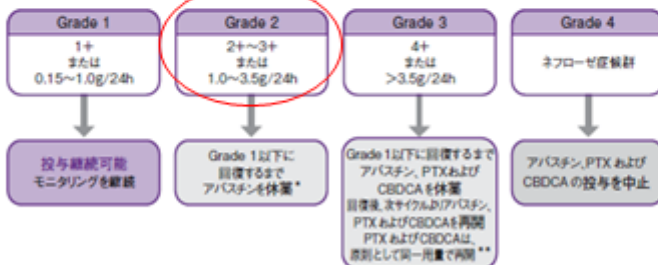 Grade 1
1+
または
0.15～1.0g/24h
Grade 2
2+～3+
または
1.0～3.5g/24h
Grade 3
4+
または
>3.5g/24h
Grade 4
ネフローゼ症候群
投与継続可能
モニタリングを継続
Grade 1以下に
回復するまで
アバスチンを休薬*
Grade 1以下に回復するまで
アバスチン、PTXおよび
CBDCAを休薬
回復後、次サイクルよりアバスチン、
PTXおよびCBDCAを再開
PTXおよびCBDCAは、
原則として同一用量で再開**
アバスチン、PTXおよび
CBDCAの投与を中止